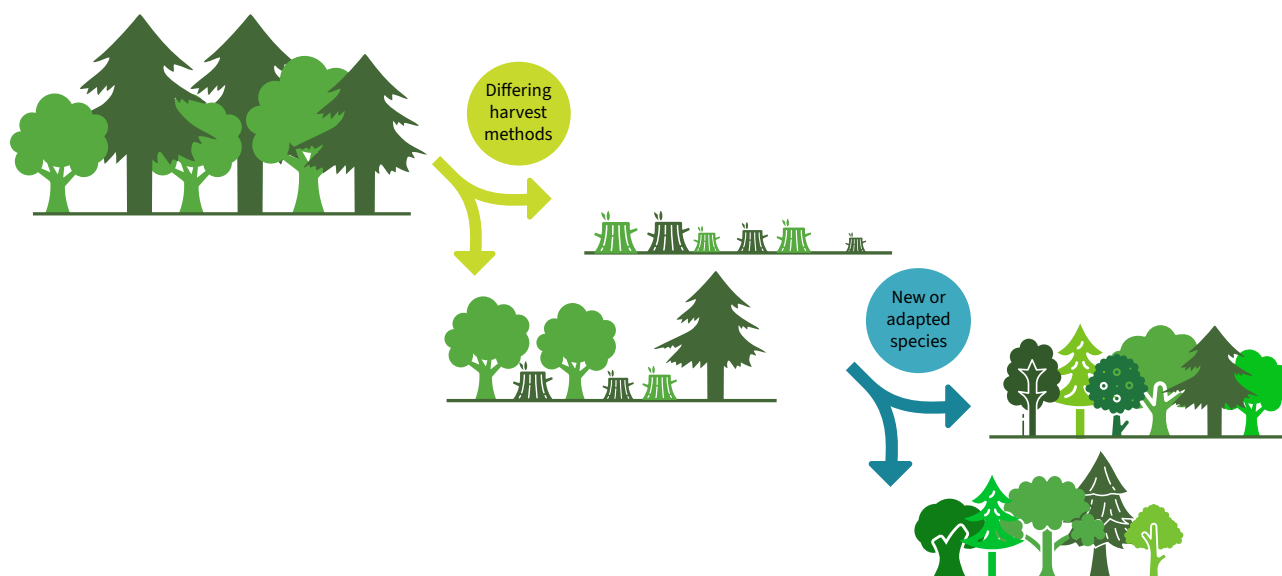 Differing
harvest
methods
New or
adapted
species